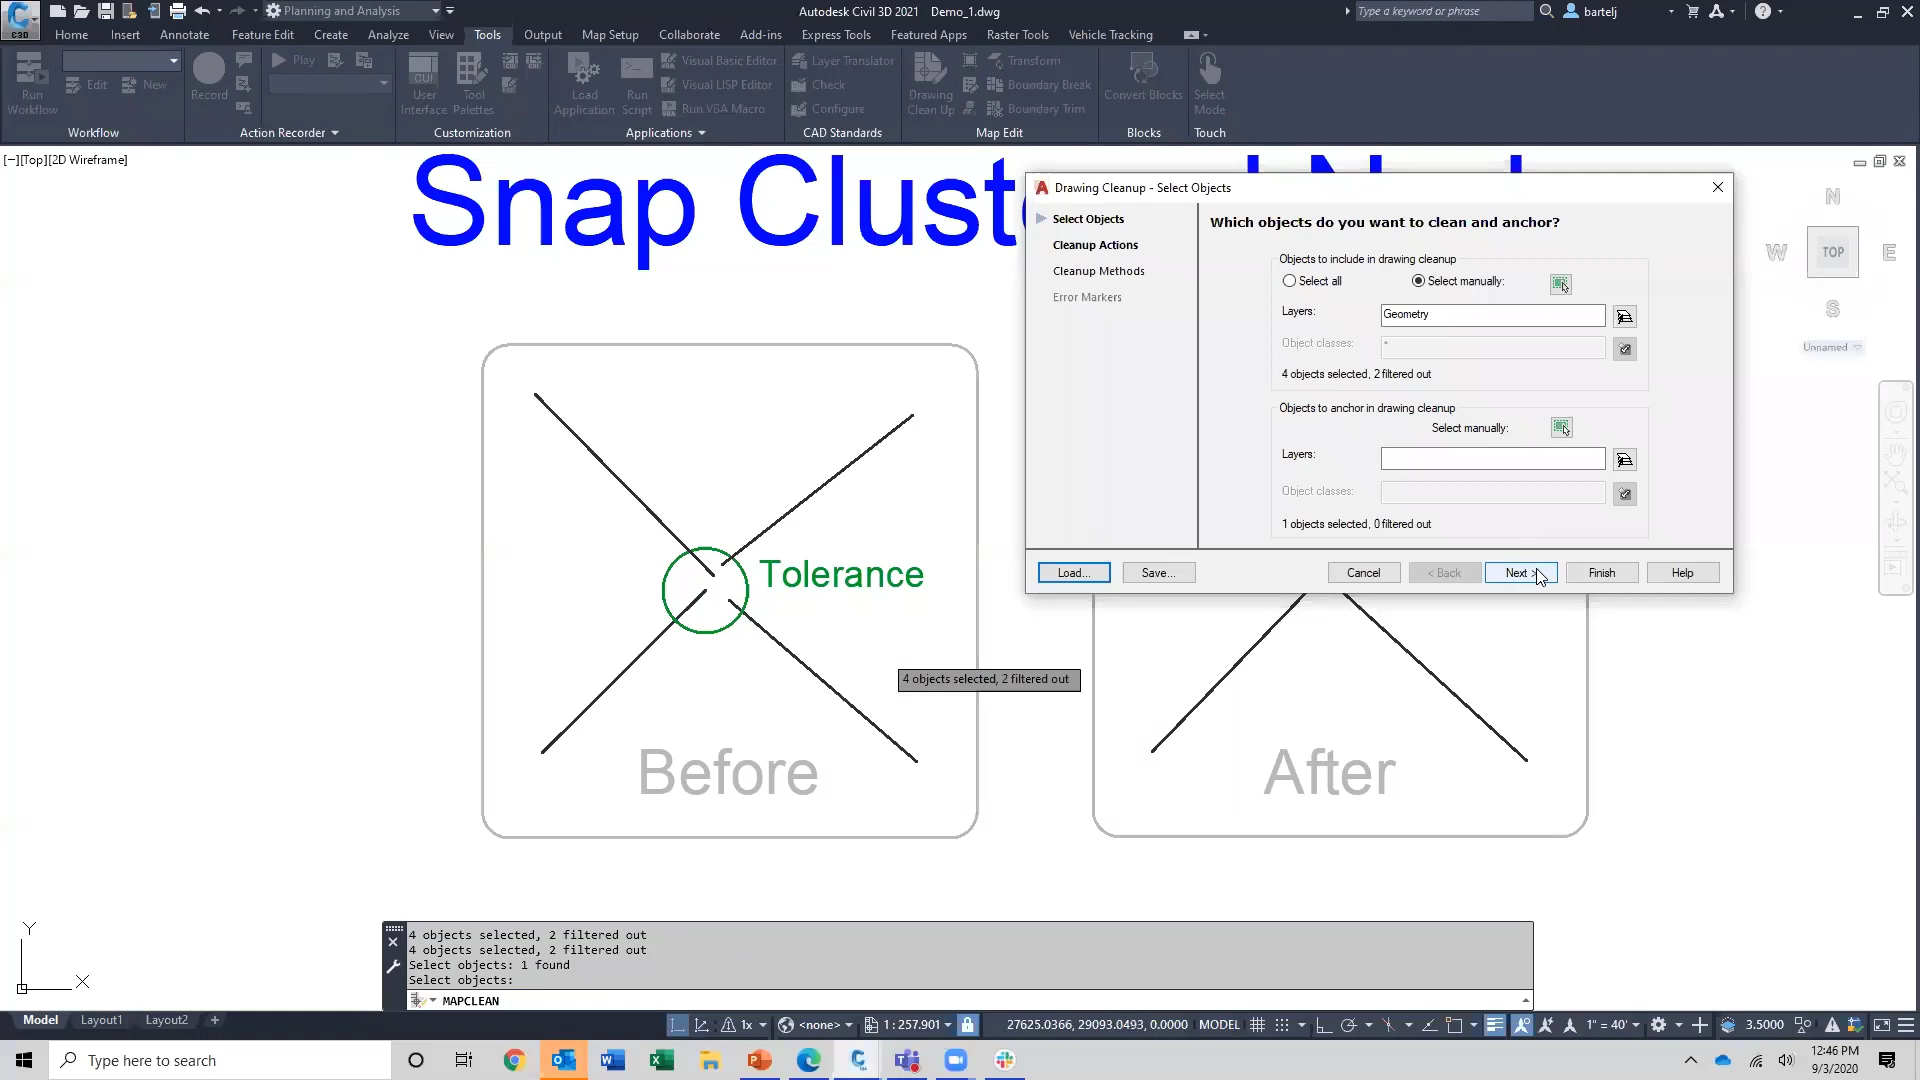 C3D
Planning and Analysis
Autodesk Civil 3D 2021 Demo_1.dwg
Type a keyword or phrase
bartelj
Home Insert Annotate Feature Edit Create Analyze View Tools Output Map Setup Collaborate Add-ins Express Tools Featured Apps Raster Tools Vehicle Tracking
Run Workflow
Edit New
Workflow
Record
Play
Action Recorder
CUI
User Interface
Tool Palettes
Customization
Load Application
Run Script
Visual Basic Editor
Visual LISP Editor
Run VBA Macro
Applications
Layer Translator
Check
Configure
CAD Standards
Drawing Clean Up
Transform
Boundary Break
Boundary Trim
Map Edit
Convert Blocks
Blocks
Select Mode
Touch
[−][Top][2D Wireframe]
Snap Clust
N
W TOP E
S
Unnamed
Drawing Cleanup - Select Objects
Select Objects
Cleanup Actions
Cleanup Methods
Error Markers
Which objects do you want to clean and anchor?
Objects to include in drawing cleanup
Select all Select manually:
Layers: Geometry
Object classes: *
4 objects selected, 2 filtered out
Objects to anchor in drawing cleanup
Select manually:
Layers:
Object classes:
1 objects selected, 0 filtered out
Load... Save... Cancel < Back Next > Finish Help
Tolerance
4 objects selected, 2 filtered out
Before
After
Y
X
4 objects selected, 2 filtered out
4 objects selected, 2 filtered out
Select objects: 1 found
Select objects:
MAPCLEAN
Model Layout1 Layout2 +
1x <none> 1 : 257.901 27625.0366, 29093.0493, 0.0000 MODEL 1" = 40' 3.5000
Type here to search
12:46 PM
9/3/2020